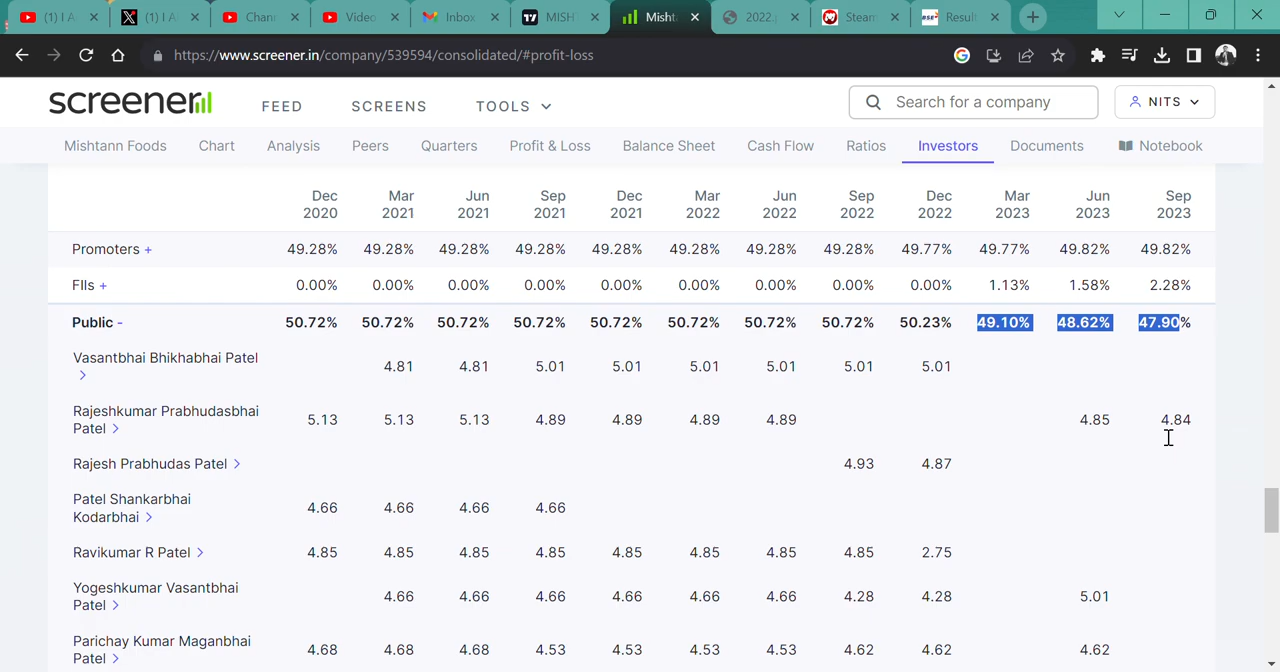 (1) I A
(1) I A
Chann
Video
Inbox
MISH
Mishta
2022.
Steam
BSE
Result
https://www.screener.in/company/539594/consolidated/#profit-loss
screener
FEED
SCREENS
TOOLS
Search for a company
NITS
Mishtann Foods
Chart
Analysis
Peers
Quarters
Profit & Loss
Balance Sheet
Cash Flow
Ratios
Investors
Documents
Notebook
Dec 2020 Mar 2021 Jun 2021 Sep 2021 Dec 2021 Mar 2022 Jun 2022 Sep 2022 Dec 2022 Mar 2023 Jun 2023 Sep 2023
Promoters + 49.28% 49.28% 49.28% 49.28% 49.28% 49.28% 49.28% 49.28% 49.77% 49.77% 49.82% 49.82%
FIIs + 0.00% 0.00% 0.00% 0.00% 0.00% 0.00% 0.00% 0.00% 0.00% 1.13% 1.58% 2.28%
Public - 50.72% 50.72% 50.72% 50.72% 50.72% 50.72% 50.72% 50.72% 50.23% 49.10% 48.62% 47.90%
Vasantbhai Bhikhabhai Patel > 4.81 4.81 5.01 5.01 5.01 5.01 5.01 5.01
Rajeshkumar Prabhudasbhai
Patel > 5.13 5.13 5.13 4.89 4.89 4.89 4.89 4.85 4.84
Rajesh Prabhudas Patel > 4.93 4.87
Patel Shankarbhai
Kodarbhai > 4.66 4.66 4.66 4.66
Ravikumar R Patel > 4.85 4.85 4.85 4.85 4.85 4.85 4.85 4.85 2.75
Yogeshkumar Vasantbhai
Patel > 4.66 4.66 4.66 4.66 4.66 4.66 4.28 4.28 5.01
Parichay Kumar Maganbhai
Patel > 4.68 4.68 4.68 4.53 4.53 4.53 4.53 4.62 4.62 4.62